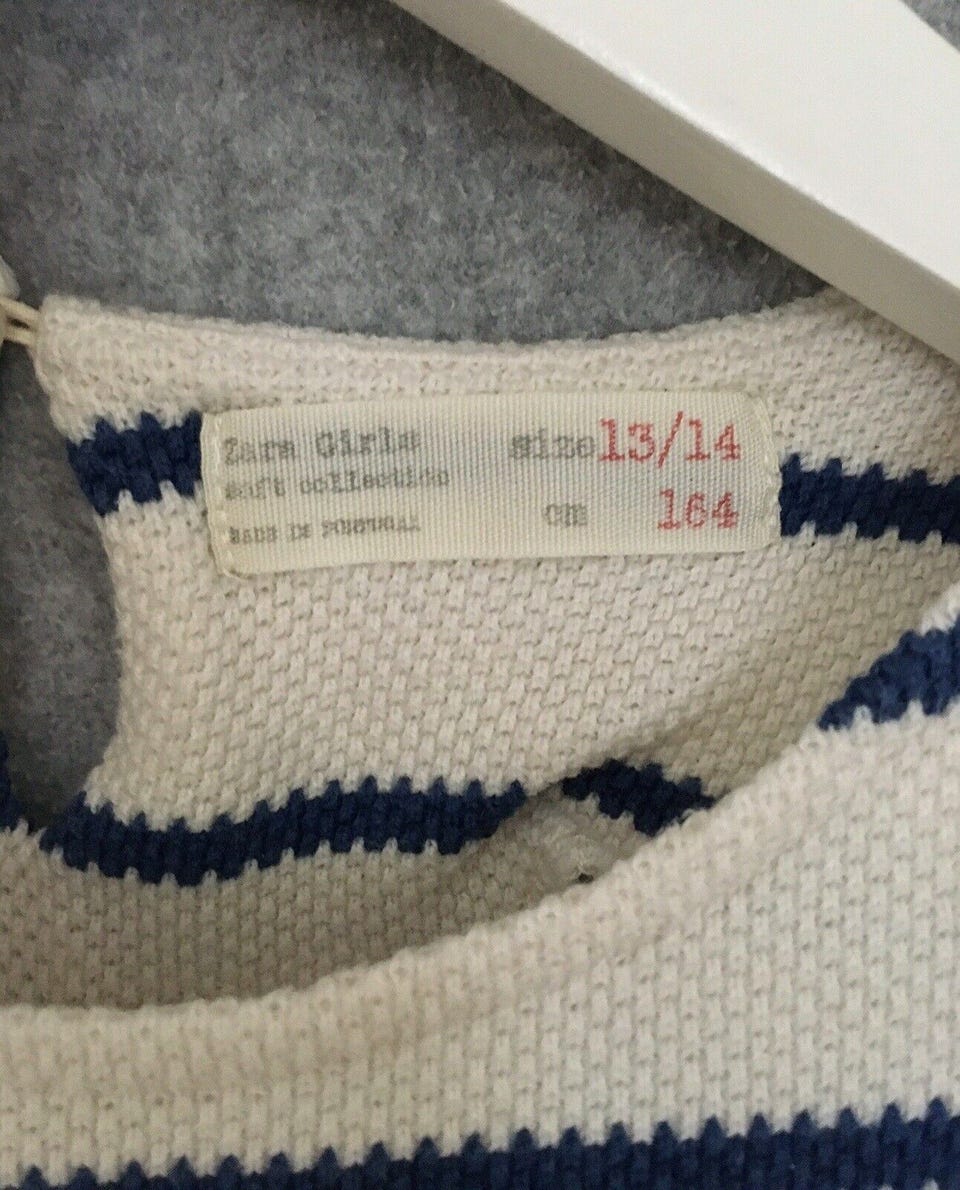 Zara Girls size 13/14
soft collection
cm 164
MADE IN PORTUGAL